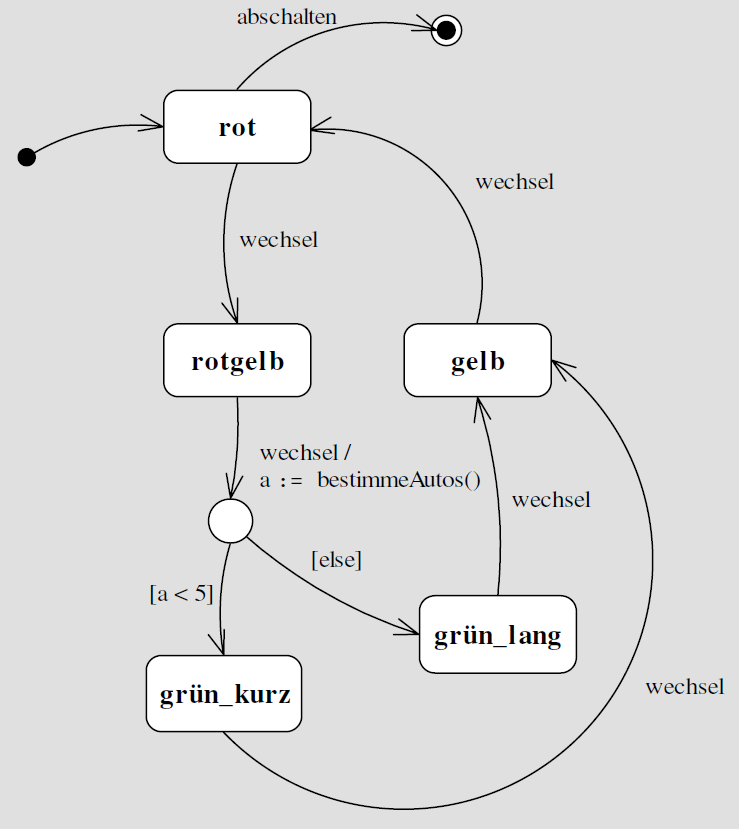 abschalten
rot
wechsel
wechsel
rotgelb
gelb
wechsel /
a := bestimmeAutos()
wechsel
[else]
[a < 5]
grün_lang
grün_kurz
wechsel